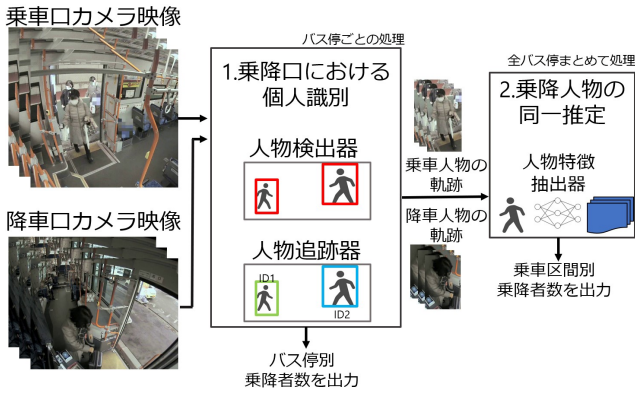 乗車口カメラ映像
降車口カメラ映像
バス停ごとの処理
1.乗降口における
個人識別
人物検出器
人物追跡器
ID1
ID2
バス停別
乗降者数を出力
乗車人物の
軌跡
降車人物の
軌跡
全バス停まとめて処理
2.乗降人物の
同一推定
人物特徴
抽出器
乗車区間別
乗降者数を出力